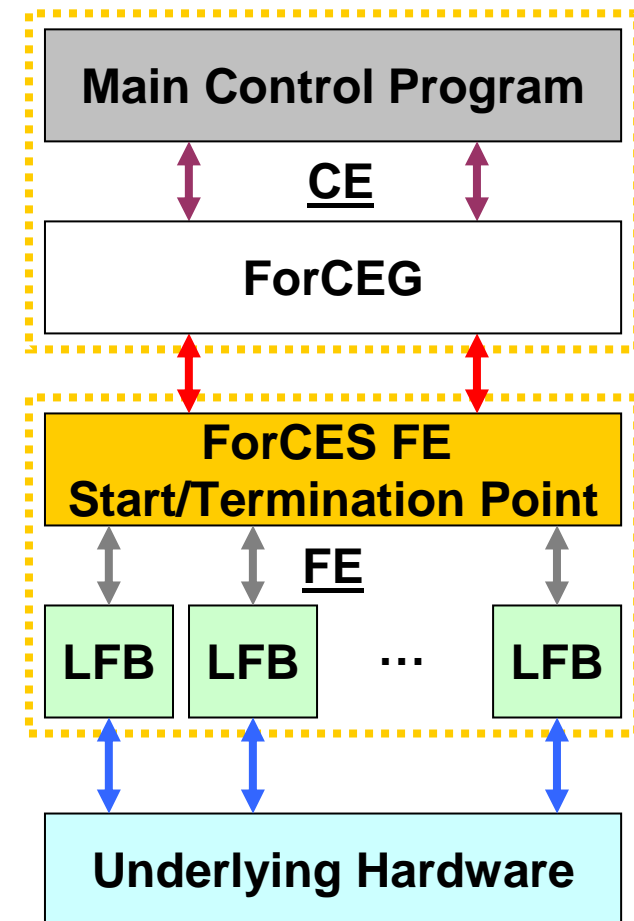 Main Control Program
CE
ForCEG
ForCES FE
Start/Termination Point
FE
LFB LFB ... LFB
Underlying Hardware